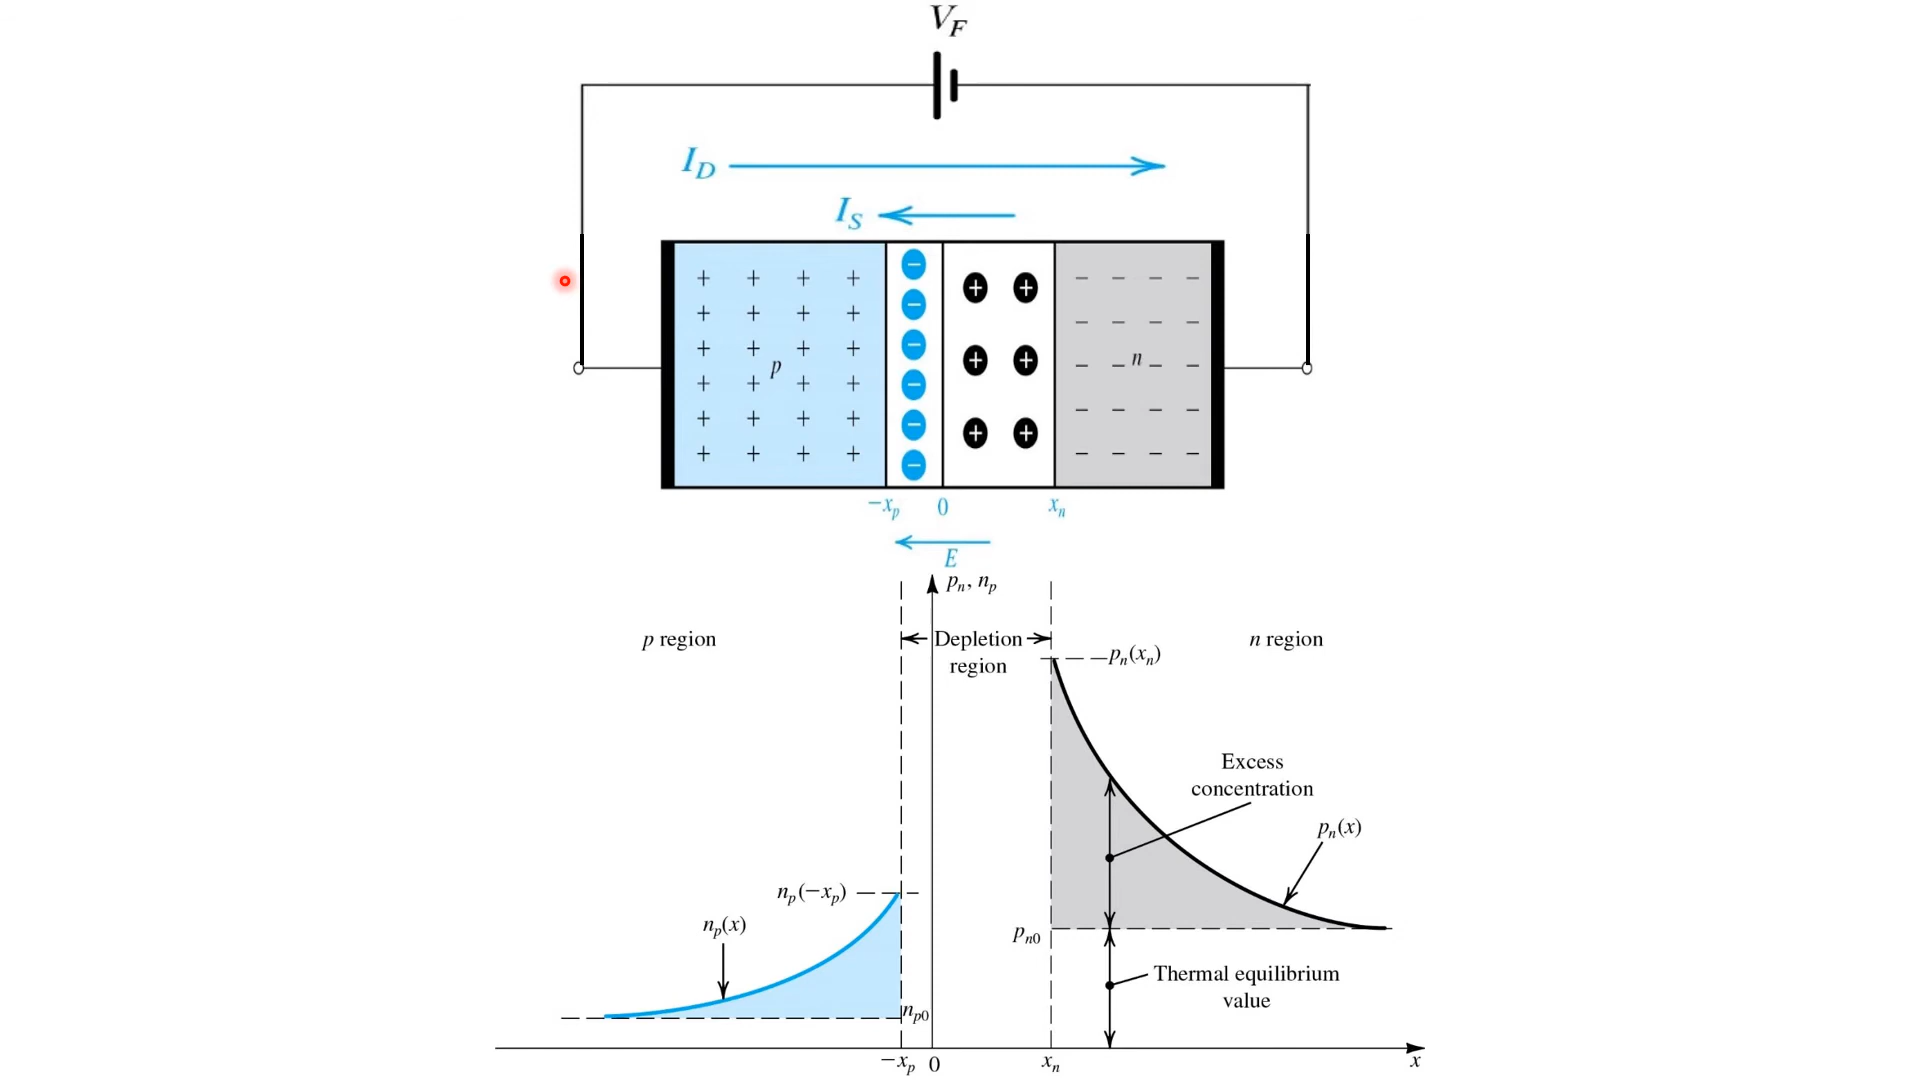 V_F
I_D
I_S
p
n
−x_p 0 x_n
E
p_n, n_p
p region
Depletion region
n region
p_n(x_n)
Excess concentration
p_n(x)
n_p(−x_p)
n_p(x)
p_n0
Thermal equilibrium value
n_p0
−x_p 0 x_n x